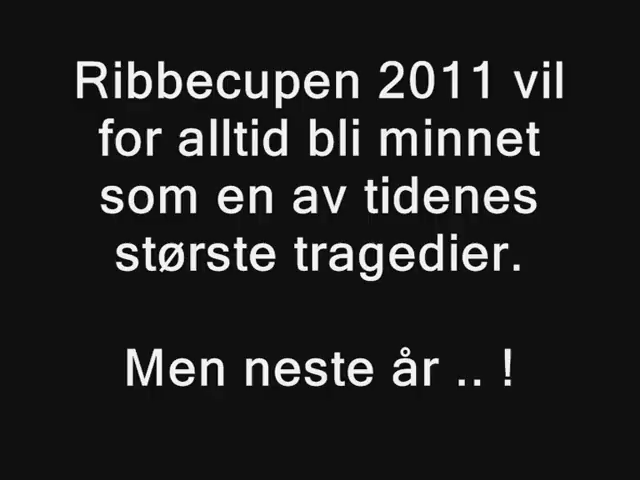 Ribbecupen 2011 vil
for alltid bli minnet
som en av tidenes
største tragedier.
Men neste år .. !